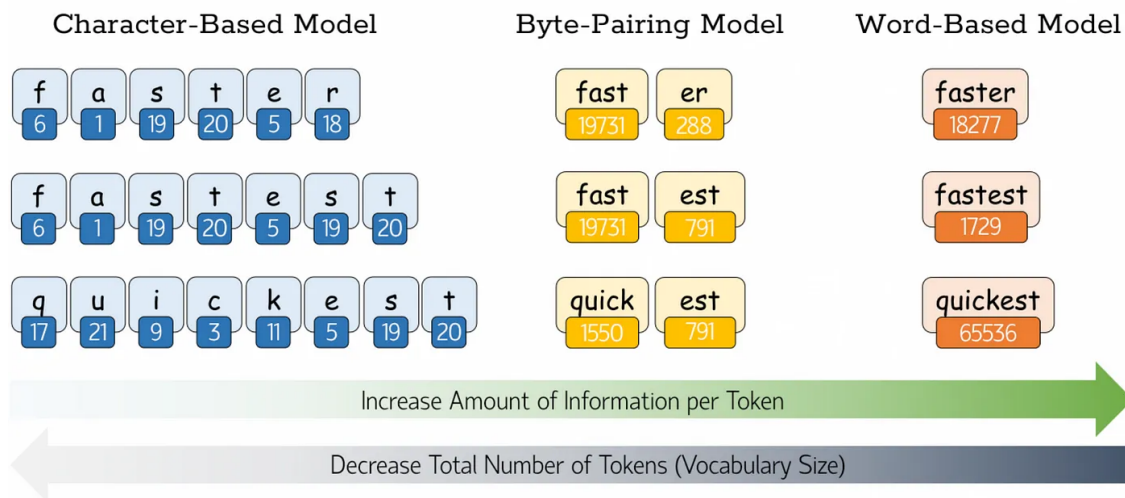 Character-Based Model Byte-Pairing Model Word-Based Model
f a s t e r fast er faster
6 1 19 20 5 18 19731 288 18277
f a s t e s t fast est fastest
6 1 19 20 5 19 20 19731 791 1729
q u i c k e s t quick est quickest
17 21 9 3 11 5 19 20 1550 791 65536
Increase Amount of Information per Token
Decrease Total Number of Tokens (Vocabulary Size)